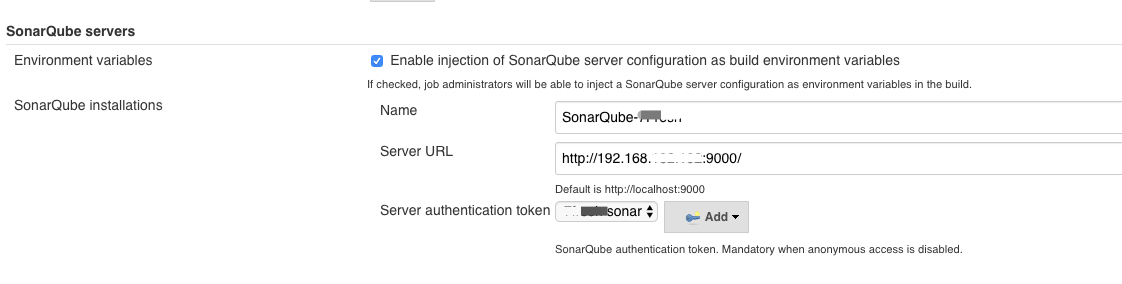 SonarQube servers
Environment variables
Enable injection of SonarQube server configuration as build environment variables
If checked, job administrators will be able to inject a SonarQube server configuration as environment variables in the build.
SonarQube installations
Name
SonarQube-
Server URL
http://192.168. :9000/
Default is http://localhost:9000
Server authentication token
sonar
Add
SonarQube authentication token. Mandatory when anonymous access is disabled.